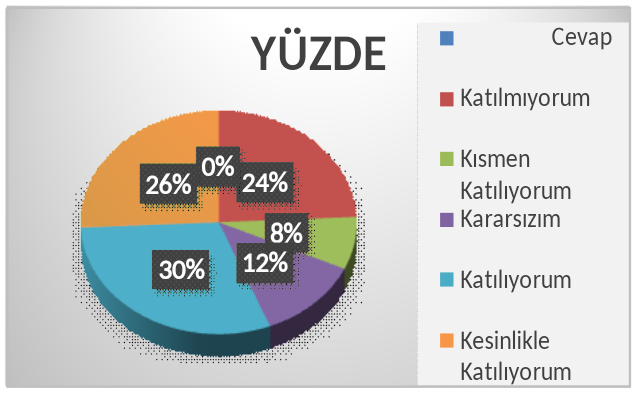 YÜZDE
0%
24%
26%
8%
12%
30%
Cevap
Katılmıyorum
Kısmen
Katılıyorum
Kararsızım
Katılıyorum
Kesinlikle
Katılıyorum